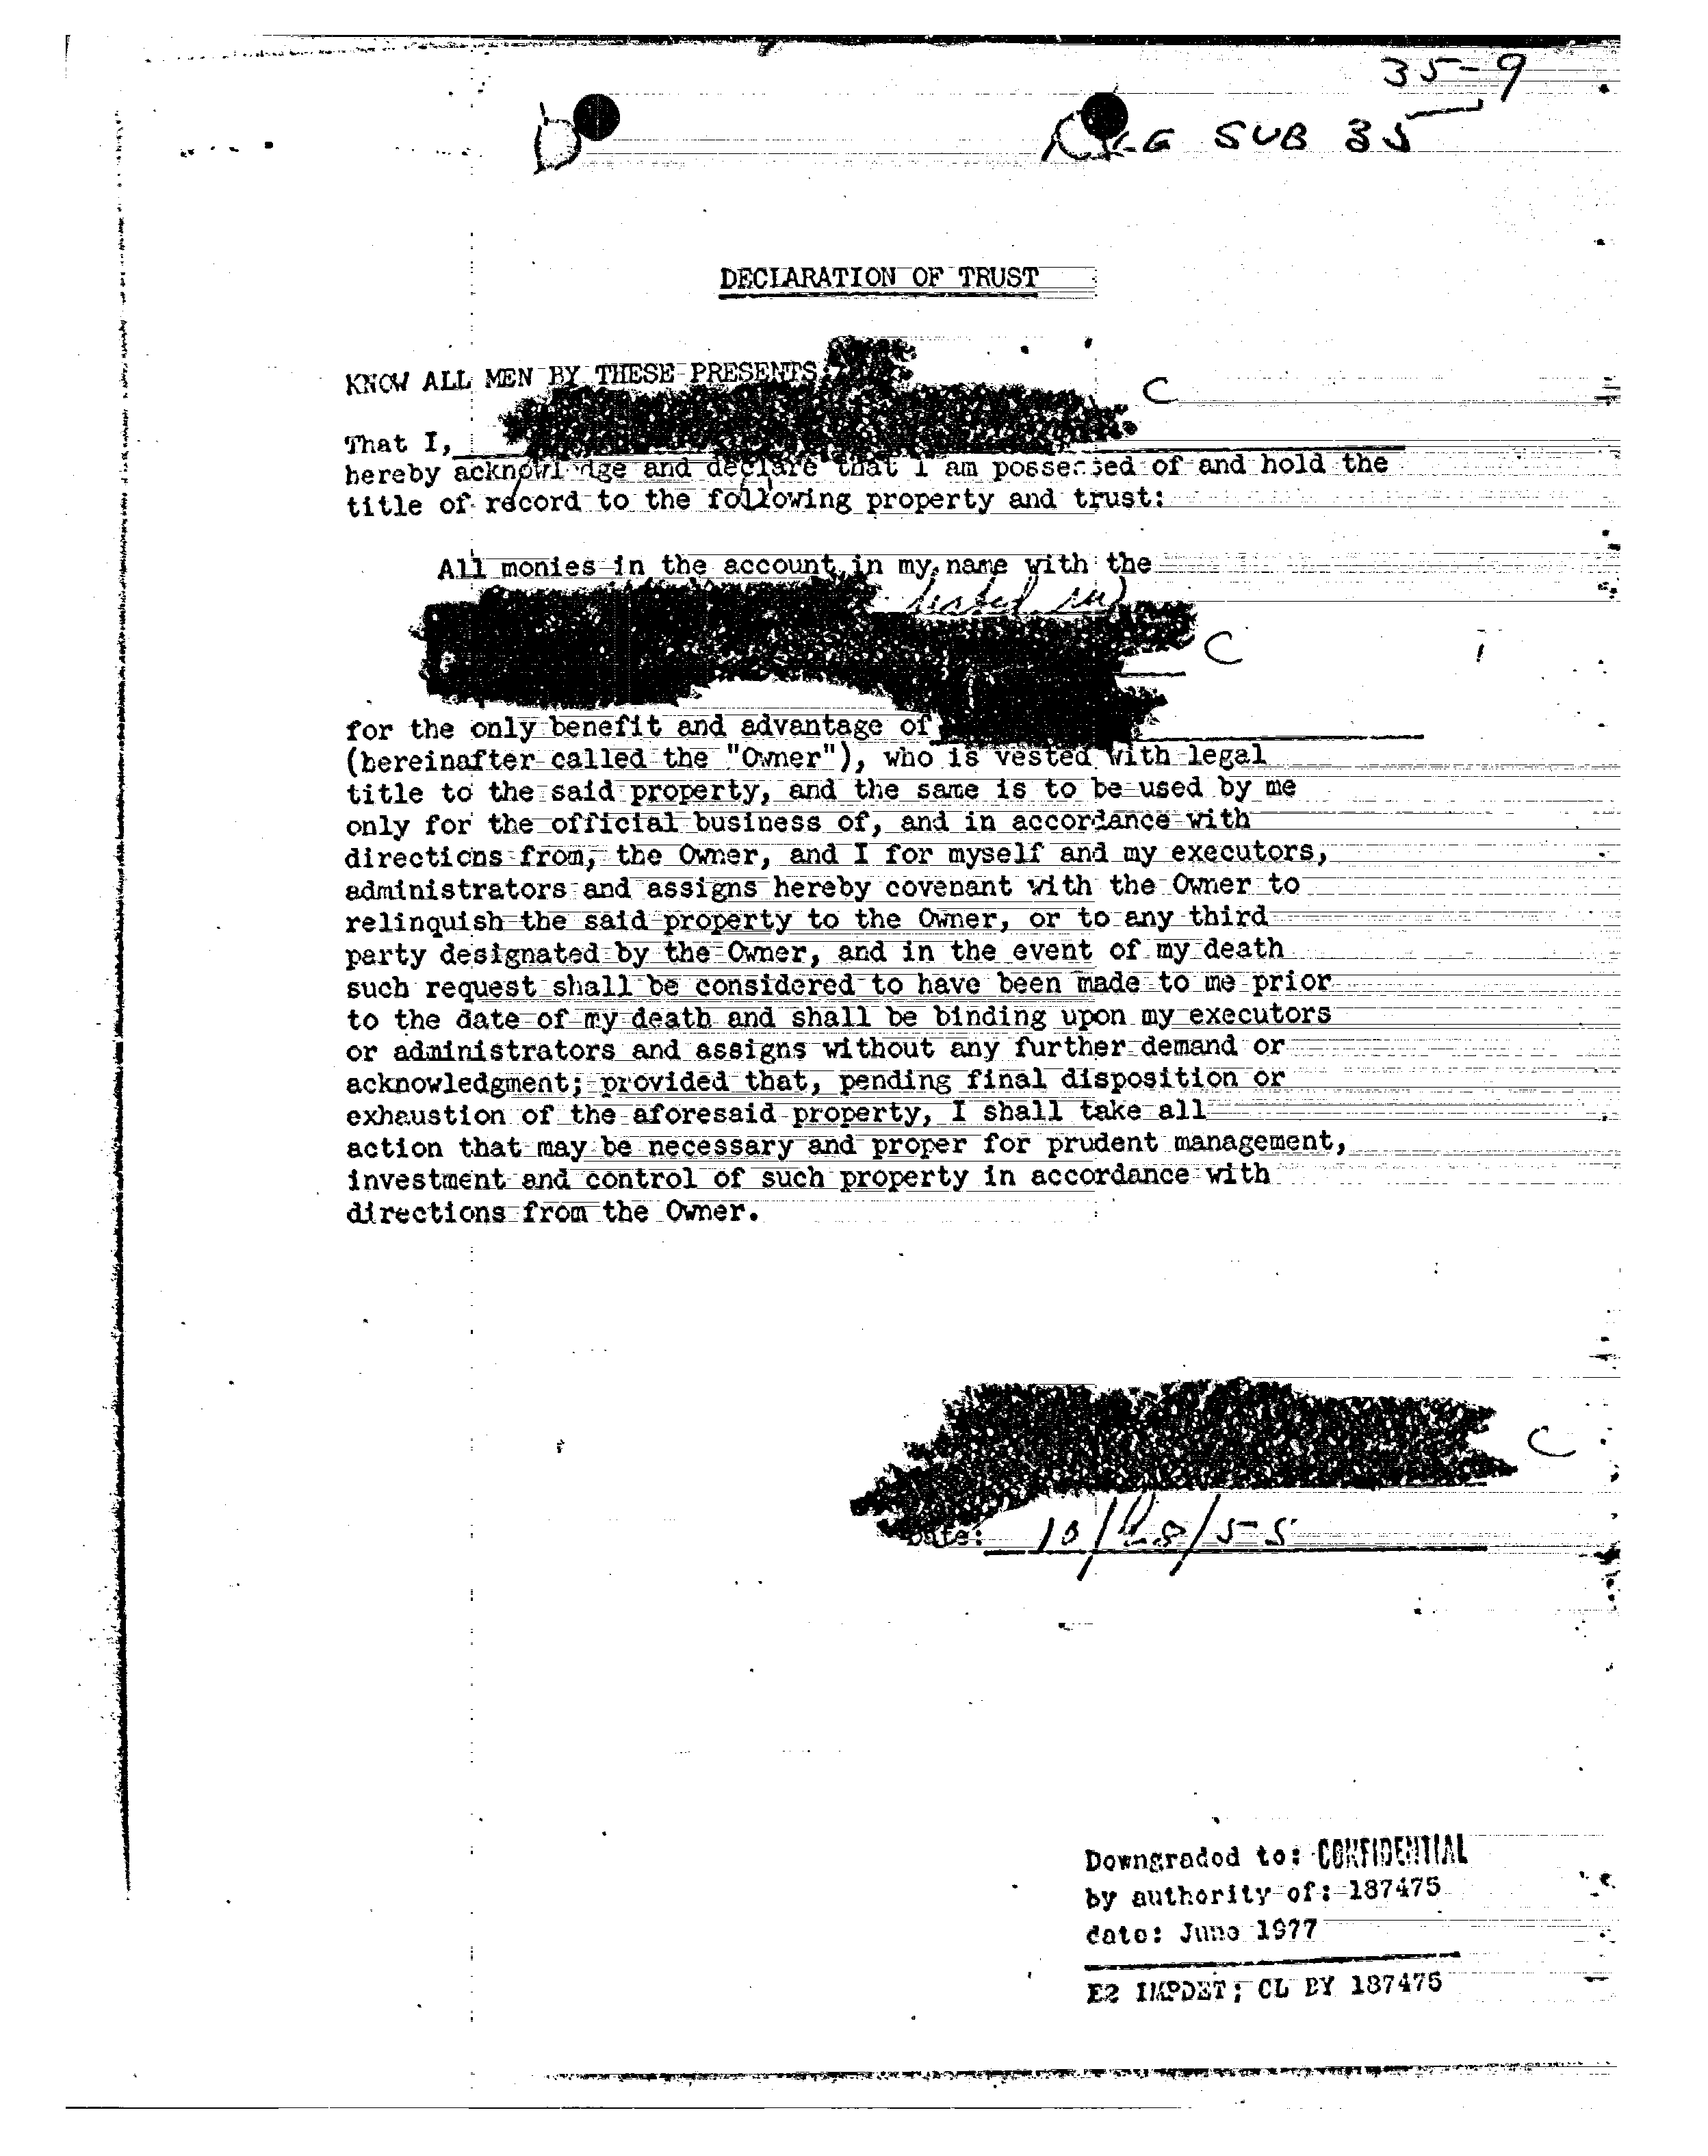 35-9
SUB 35
DECLARATION OF TRUST
KNOW ALL MEN BY THESE PRESENTS:
C
That I,
hereby acknowledge and declare that I am possessed of and hold the
title of record to the following property and trust:
All monies in the account in my name with the
C
for the only benefit and advantage of
(hereinafter called the "Owner"), who is vested with legal
title to the said property, and the same is to be used by me
only for the official business of, and in accordance with
directions from, the Owner, and I for myself and my executors,
administrators and assigns hereby covenant with the Owner to
relinquish the said property to the Owner, or to any third
party designated by the Owner, and in the event of my death
such request shall be considered to have been made to me prior
to the date of my death and shall be binding upon my executors
or administrators and assigns without any further demand or
acknowledgment; provided that, pending final disposition or
exhaustion of the aforesaid property, I shall take all
action that may be necessary and proper for prudent management,
investment and control of such property in accordance with
directions from the Owner.
C
Date: 10/28/55
Downgraded to: CONFIDENTIAL
by authority of: 187475
date: June 1977
E2 IMPDET; CL BY 187475